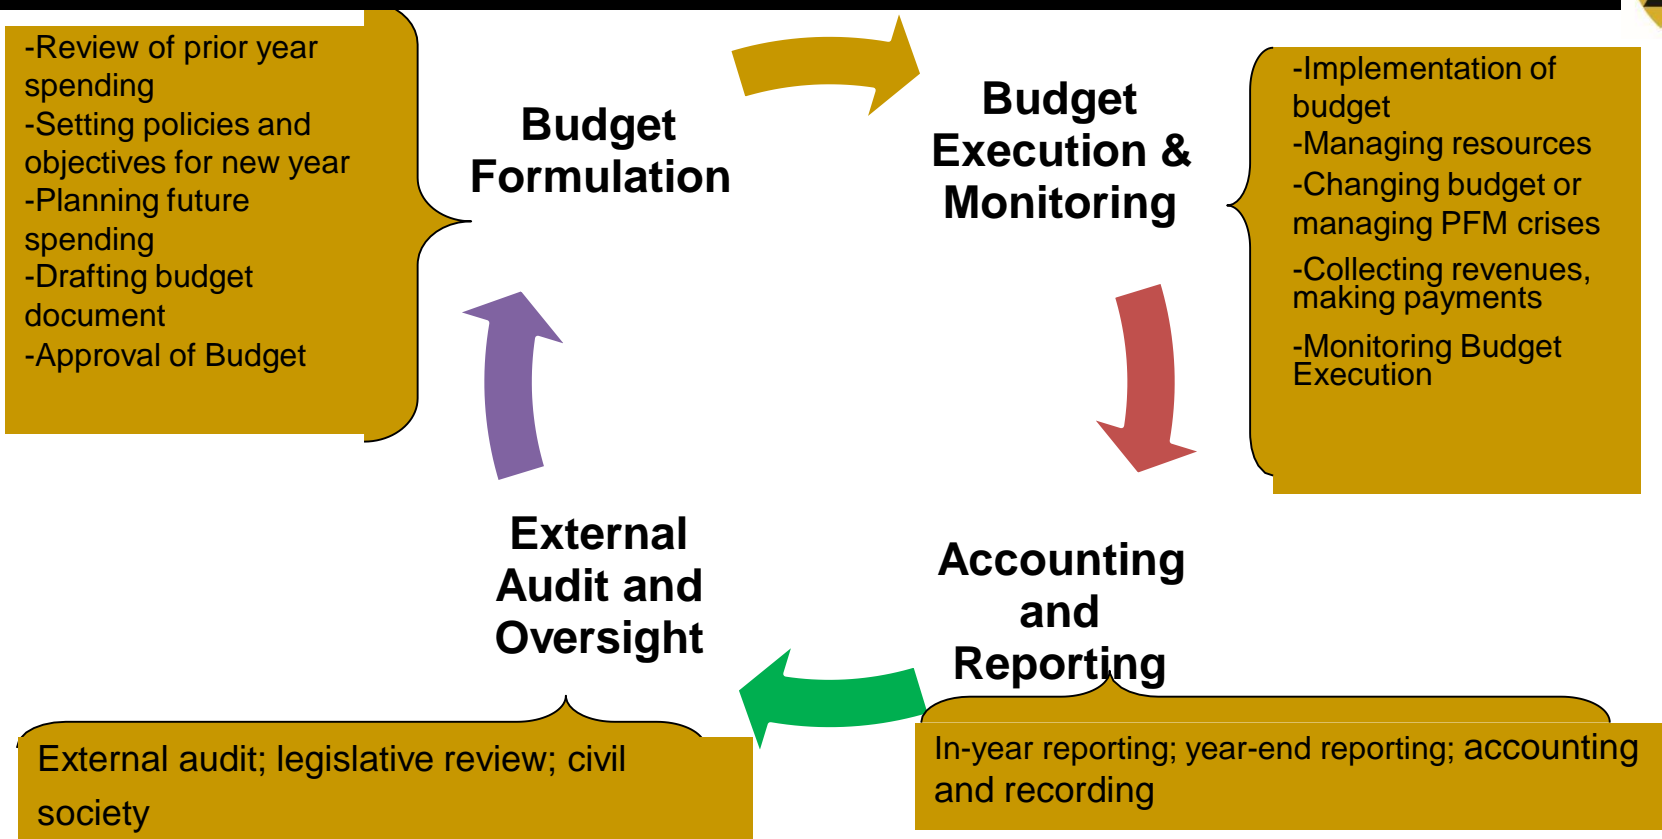 -Review of prior year
spending
-Setting policies and
objectives for new year
-Planning future
spending
-Drafting budget
document
-Approval of Budget
Budget
Formulation
Budget
Execution &
Monitoring
-Implementation of
budget
-Managing resources
-Changing budget or
managing PFM crises
-Collecting revenues,
making payments
-Monitoring Budget
Execution
External
Audit and
Oversight
Accounting
and
Reporting
External audit; legislative review; civil
society
In-year reporting; year-end reporting; accounting
and recording